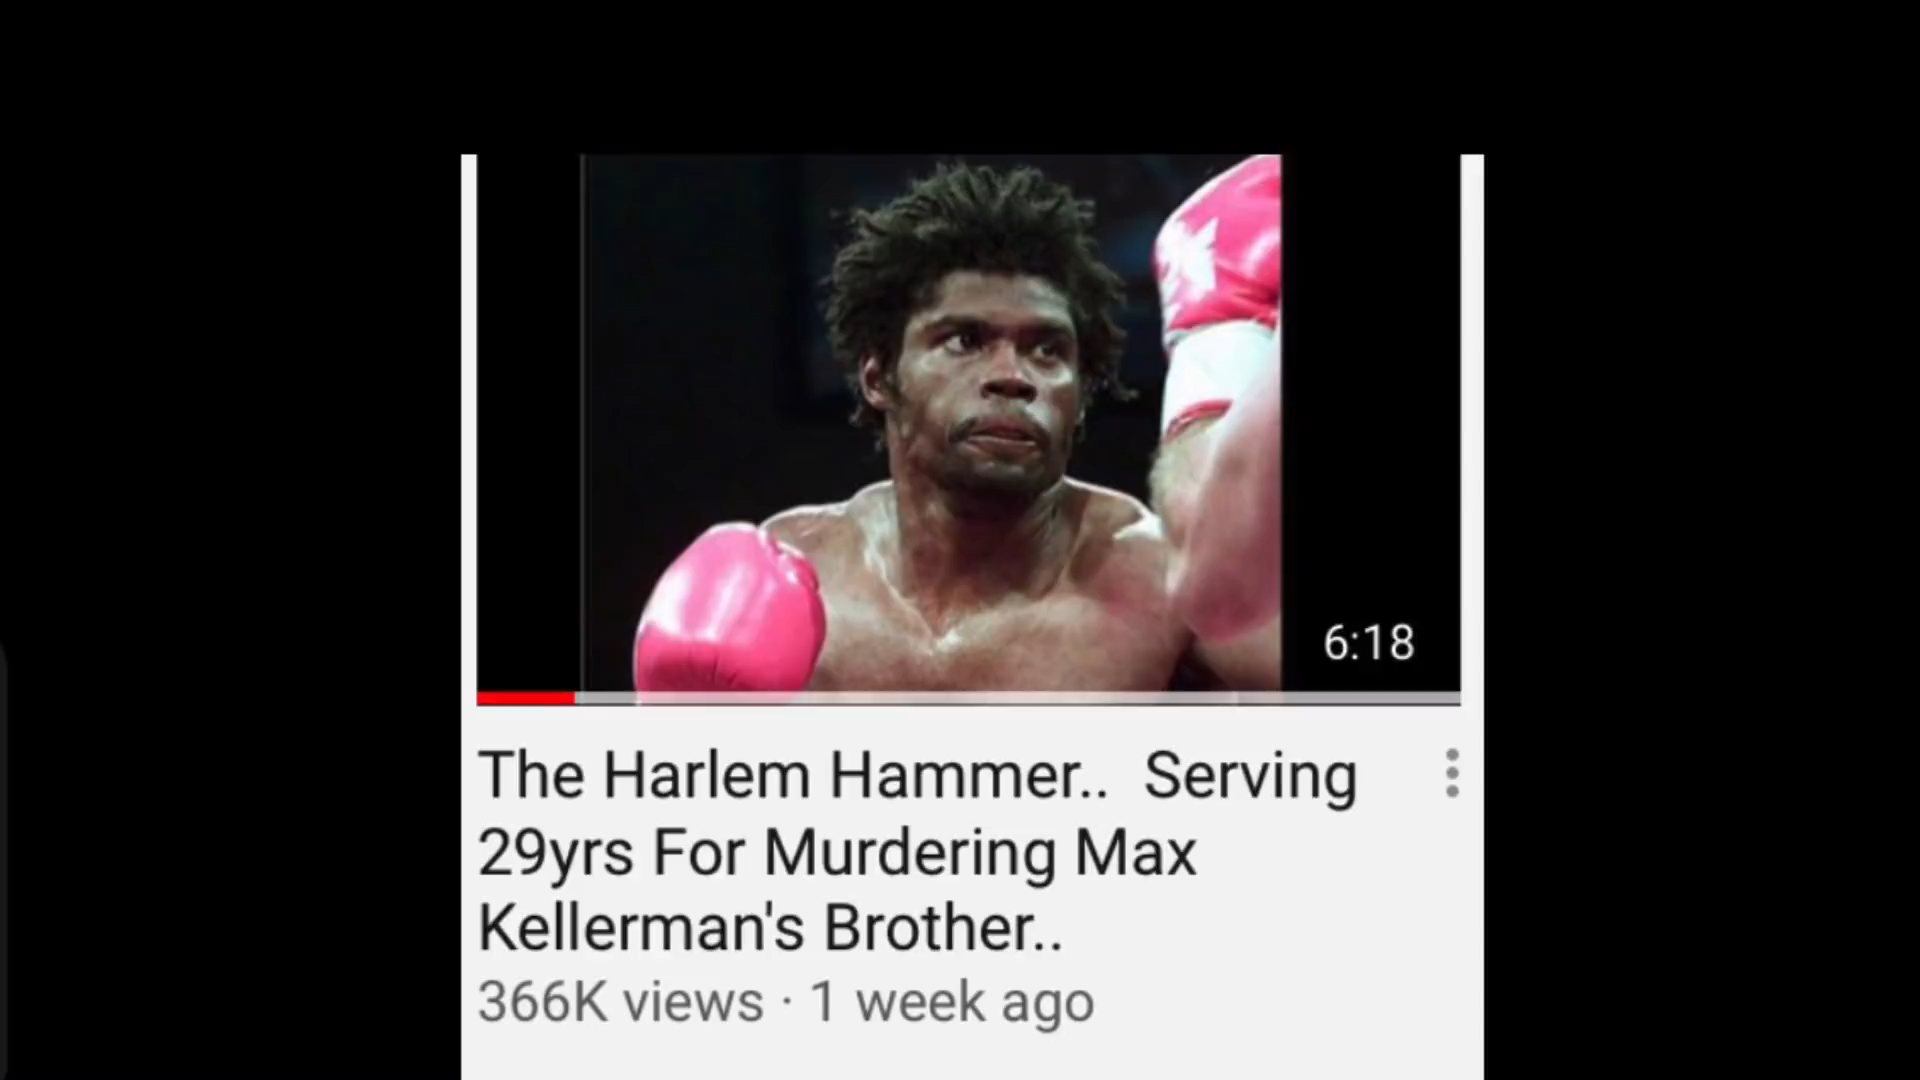 6:18
The Harlem Hammer..  Serving
29yrs For Murdering Max
Kellerman's Brother..
366K views · 1 week ago